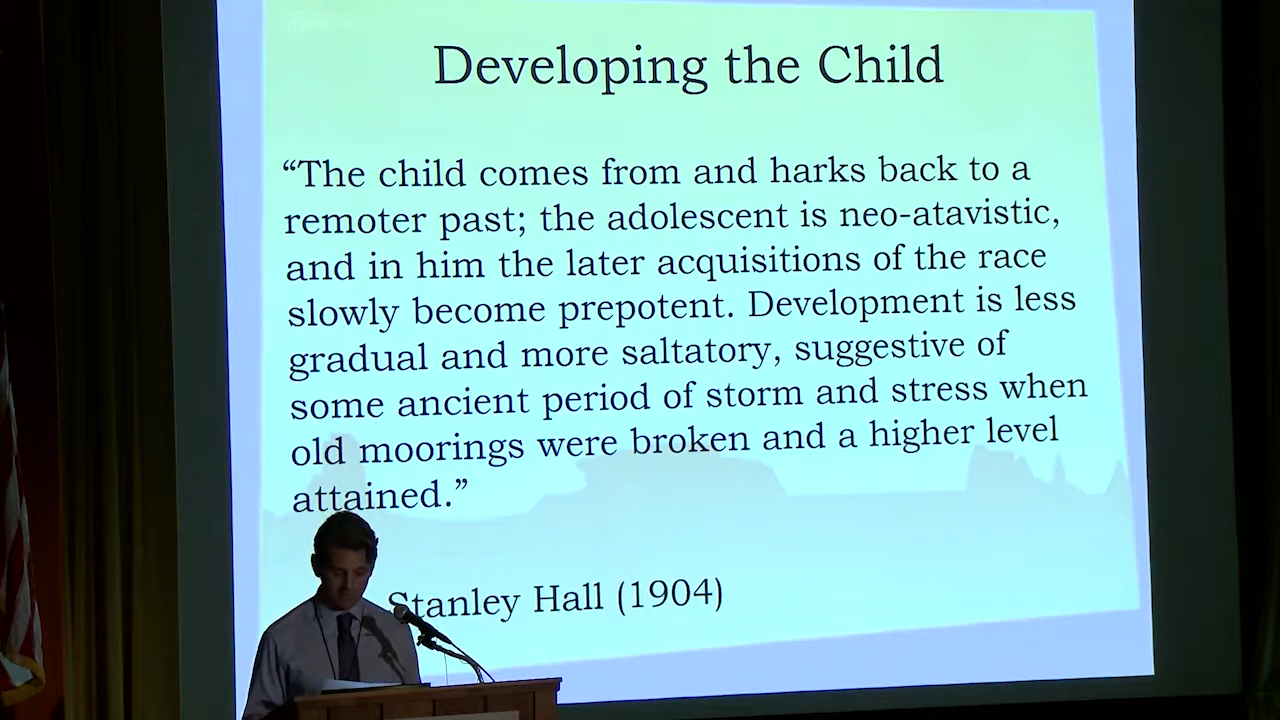 Developing the Child
“The child comes from and harks back to a
remoter past; the adolescent is neo-atavistic,
and in him the later acquisitions of the race
slowly become prepotent. Development is less
gradual and more saltatory, suggestive of
some ancient period of storm and stress when
old moorings were broken and a higher level
attained.”
Stanley Hall (1904)